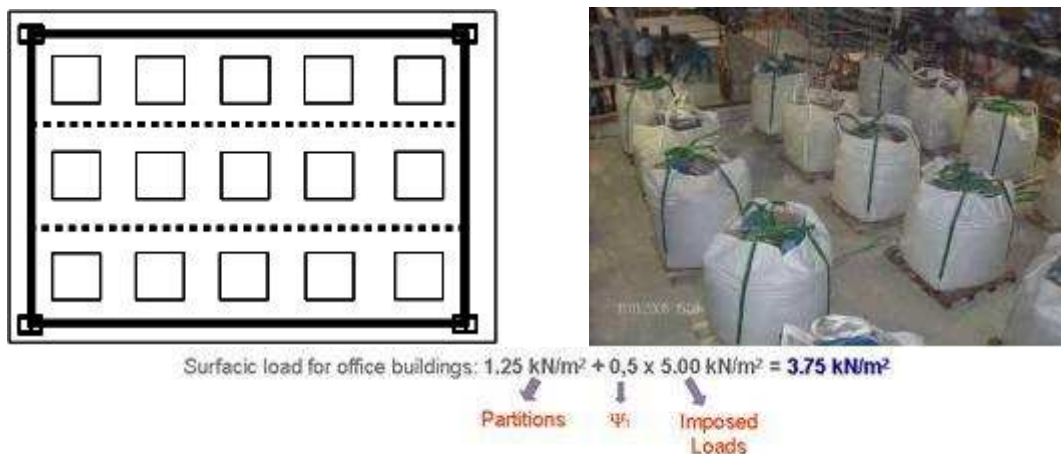 Surfacic load for office buildings: 1.25 kN/m² + 0,5 x 5.00 kN/m² = 3.75 kN/m²
Partitions Ψ₁ Imposed
Loads